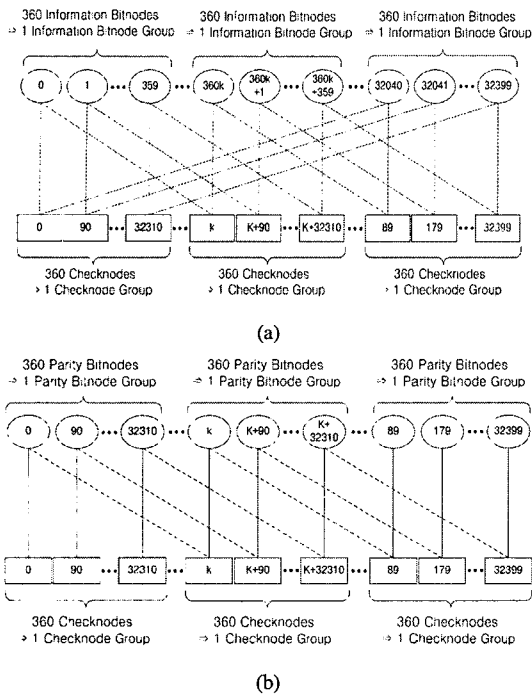 360 Information Bitnodes 360 Information Bitnodes 360 Information Bitnodes
⇒ 1 Information Bitnode Group ⇒ 1 Information Bitnode Group ⇒ 1 Information Bitnode Group
0 1 ••• 359 ••• 360k 360k +1 ••• 360k +359 ••• 32040 32041 ••• 32399
0 90 ••• 32310 ••• k K+90 ••• K+32310 ••• 89 179 ••• 32399
360 Checknodes 360 Checknodes 360 Checknodes
⇒ 1 Checknode Group ⇒ 1 Checknode Group ⇒ 1 Checknode Group
(a)
360 Parity Bitnodes 360 Parity Bitnodes 360 Parity Bitnodes
⇒ 1 Parity Bitnode Group ⇒ 1 Parity Bitnode Group ⇒ 1 Parity Bitnode Group
0 90 ••• 32310 ••• k K+90 ••• K+ 32310 ••• 89 179 ••• 32399
0 90 ••• 32310 ••• k K+90 ••• K+32310 ••• 89 179 ••• 32399
360 Checknodes 360 Checknodes 360 Checknodes
⇒ 1 Checknode Group ⇒ 1 Checknode Group ⇒ 1 Checknode Group
(b)